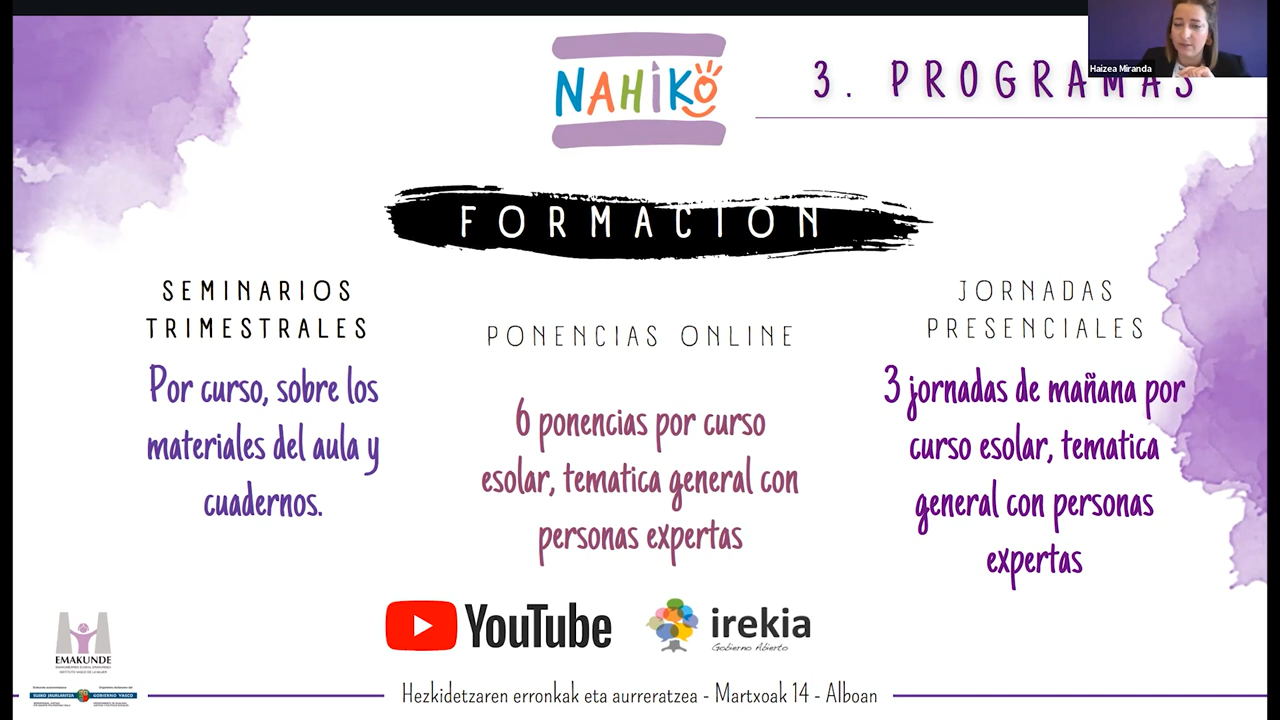 Haizea Miranda
NAHIKO
3. PROGRAMAS
FORMACIÓN
SEMINARIOS
TRIMESTRALES
Por curso, sobre los
materiales del aula y
cuadernos.
PONENCIAS ONLINE
6 ponencias por curso
esolar, tematica general con
personas expertas
JORNADAS
PRESENCIALES
3 jornadas de mañana por
curso esolar, tematica
general con personas
expertas
YouTube
irekia
Gobierno Abierto
EMAKUNDE
EUSKO JAURLARITZA
GOBIERNO VASCO
Hezkidetzaren erronkak eta aurreratzea - Martxoak 14 - Alboan